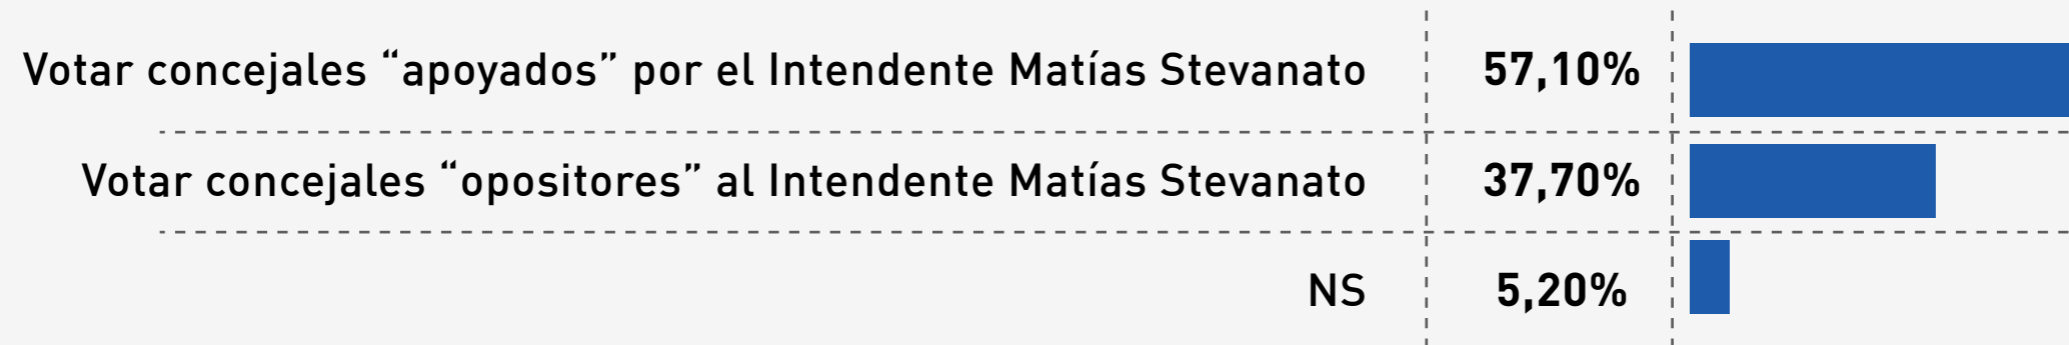 Votar concejales “apoyados” por el Intendente Matías Stevanato 57,10%
Votar concejales “opositores” al Intendente Matías Stevanato 37,70%
NS 5,20%